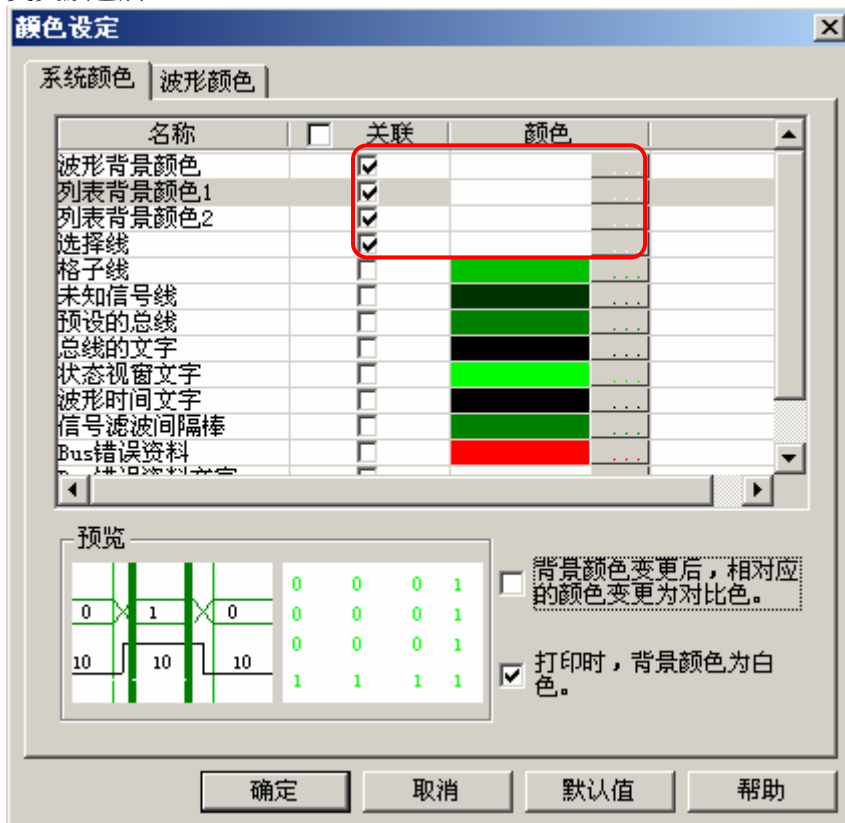 颜色设定
系统颜色 波形颜色
名称 关联 颜色
波形背景颜色 ...
列表背景颜色1 ...
列表背景颜色2 ...
选择线 ...
格子线 ...
未知信号线 ...
预设的总线 ...
总线的文字 ...
状态视窗文字 ...
波形时间文字 ...
信号滤波间隔棒 ...
Bus错误资料 ...
预览
0 1 0
10 10 10
0 0 0 1
0 0 0 1
0 0 0 1
1 1 1 1
背景颜色变更后，相对应
的颜色变更为对比色。
打印时，背景颜色为白
色。
确定 取消 默认值 帮助